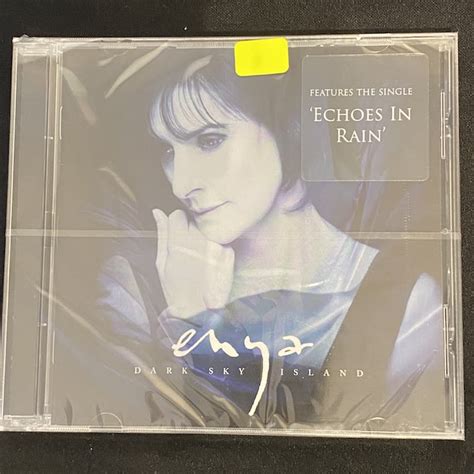 FEATURES THE SINGLE
'ECHOES IN
RAIN'
enya
DARK SKY ISLAND